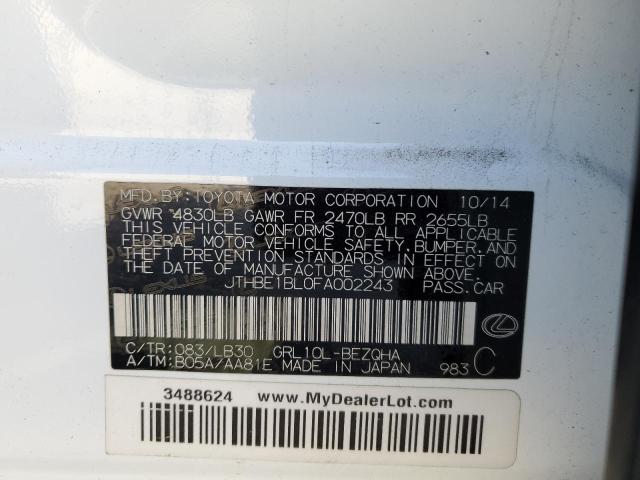 MFD.BY:TOYOTA MOTOR CORPORATION 10/14
GVWR 4830LB GAWR FR 2470LB RR 2655LB
THIS VEHICLE CONFORMS TO ALL APPLICABLE
FEDERAL MOTOR VEHICLE SAFETY,BUMPER,AND
THEFT PREVENTION STANDARDS IN EFFECT ON
THE DATE OF MANUFACTURE SHOWN ABOVE.
JTHBE1BL0FA002243 PASS.CAR
C/TR:083/LB30 GRL10L-BEZQHA
A/TM:B05A/AA81E MADE IN JAPAN 983 C
3488624 www.MyDealerLot.com